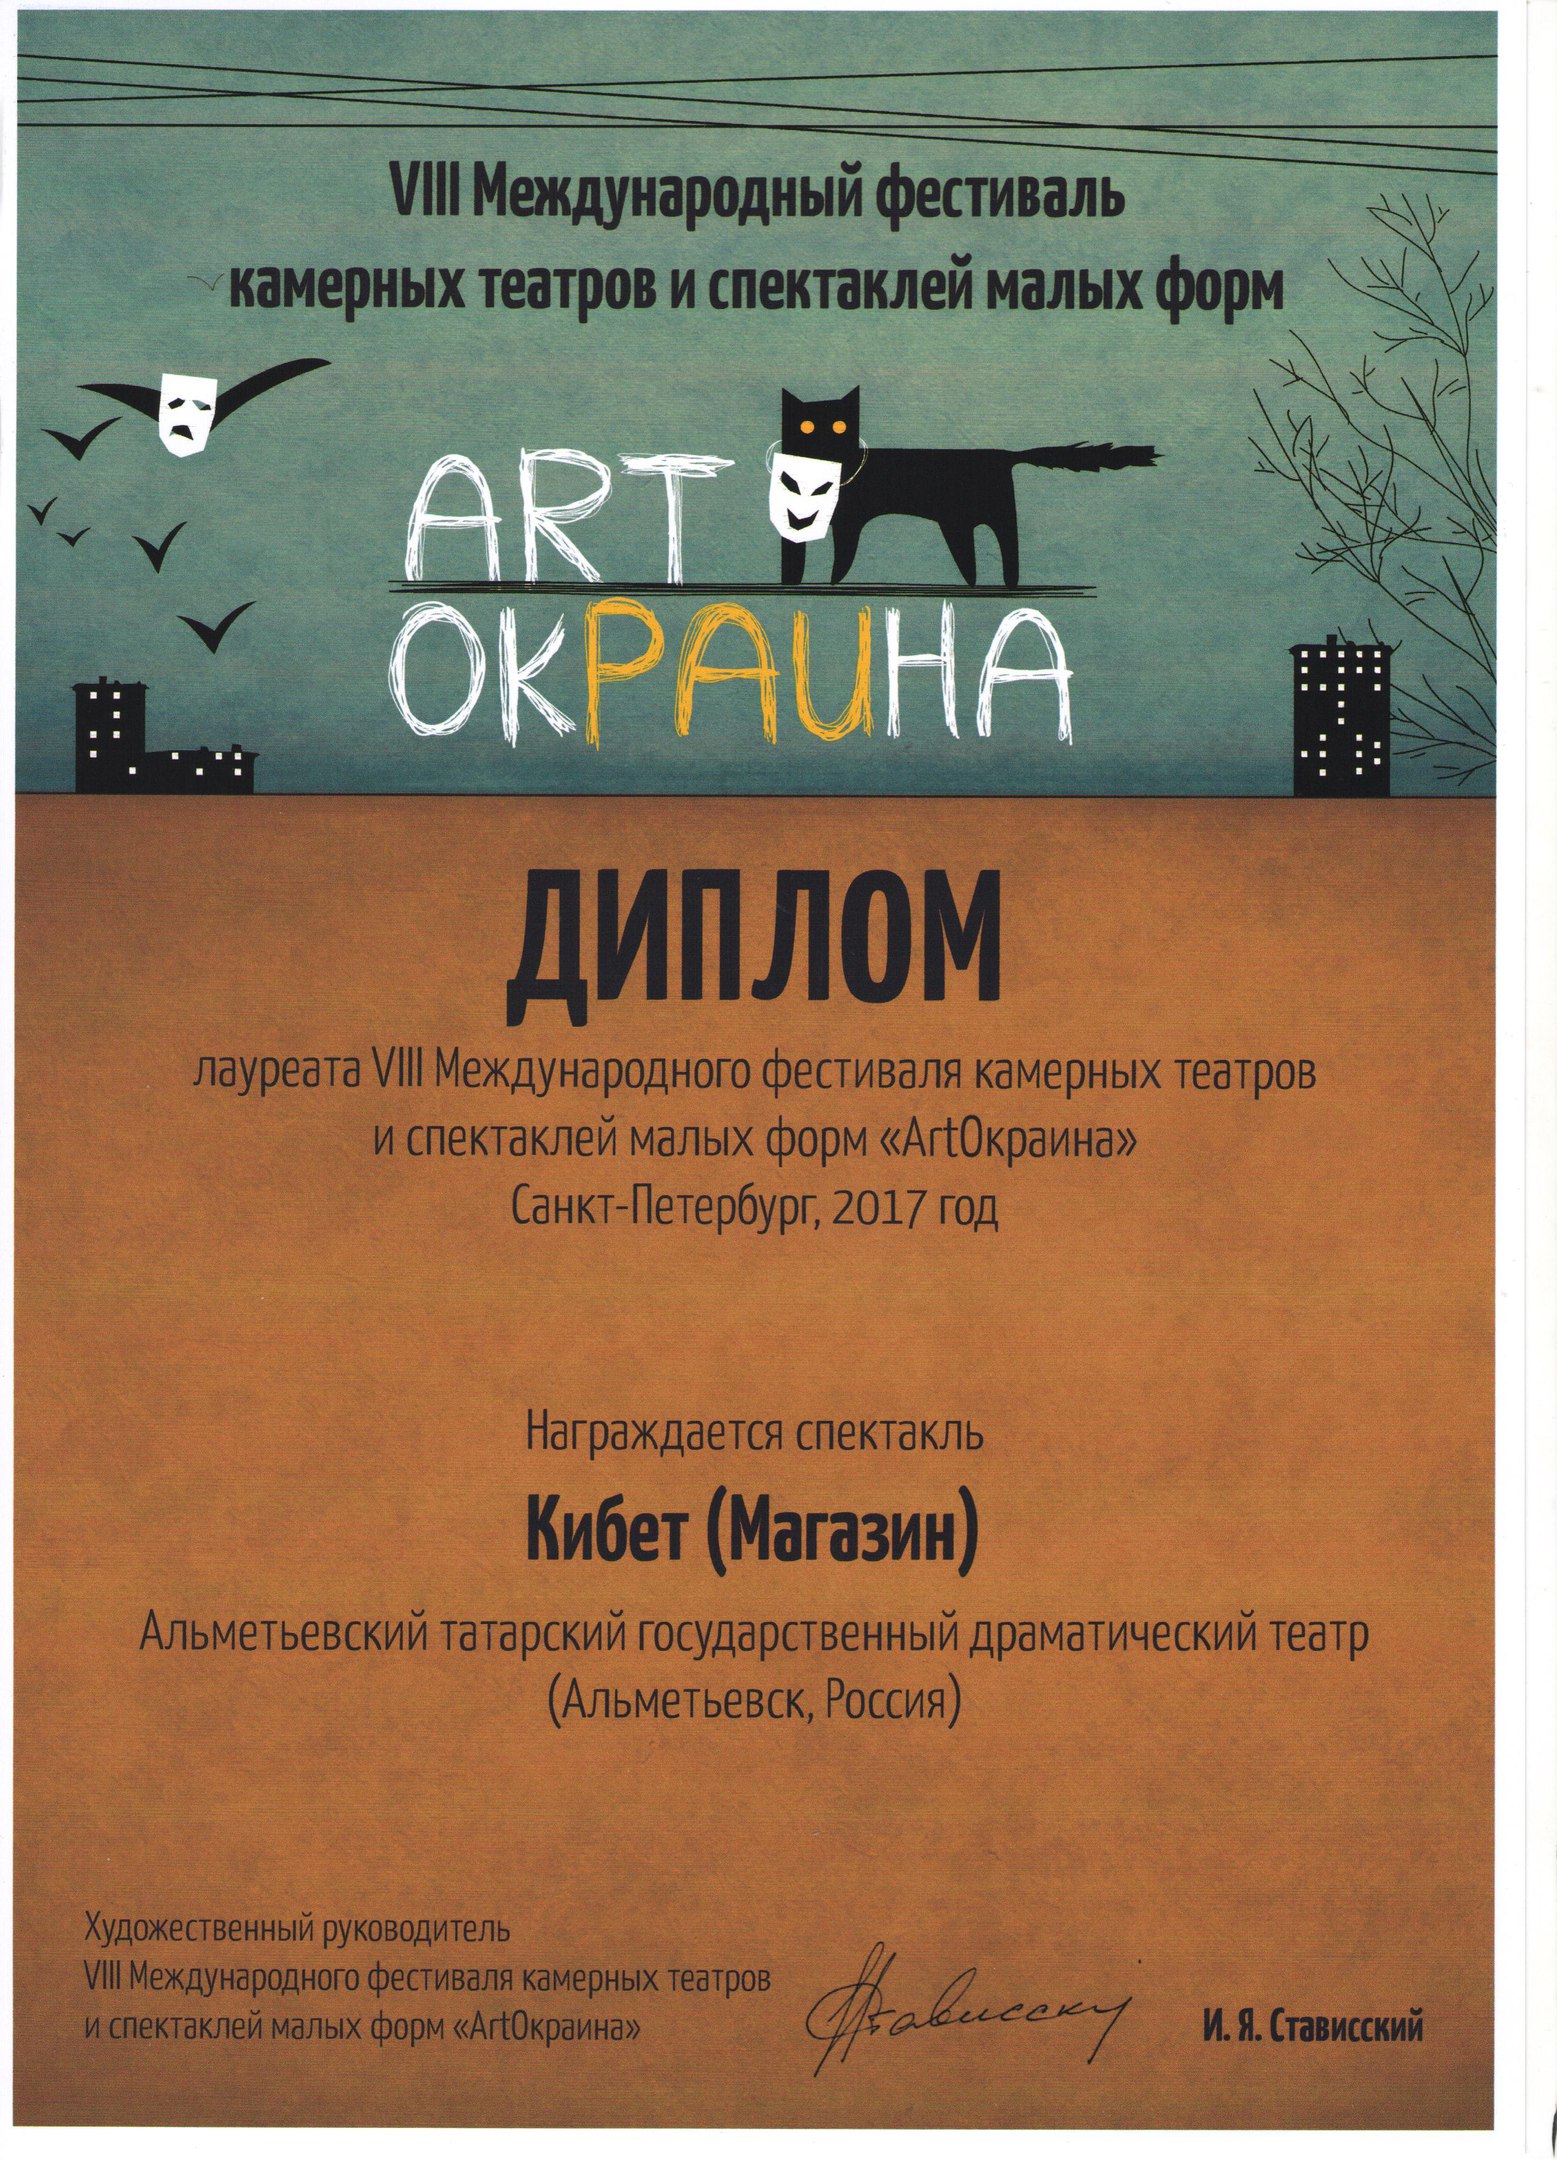 VIII Международный фестиваль
камерных театров и спектаклей малых форм
ART
ОКРАИНА
ДИПЛОМ
лауреата VIII Международного фестиваля камерных театров
и спектаклей малых форм «ArtОкраина»
Санкт-Петербург, 2017 год
Награждается спектакль
Кибет (Магазин)
Альметьевский татарский государственный драматический театр
(Альметьевск, Россия)
Художественный руководитель
VIII Международного фестиваля камерных театров
и спектаклей малых форм «ArtОкраина»
И. Я. Стависский